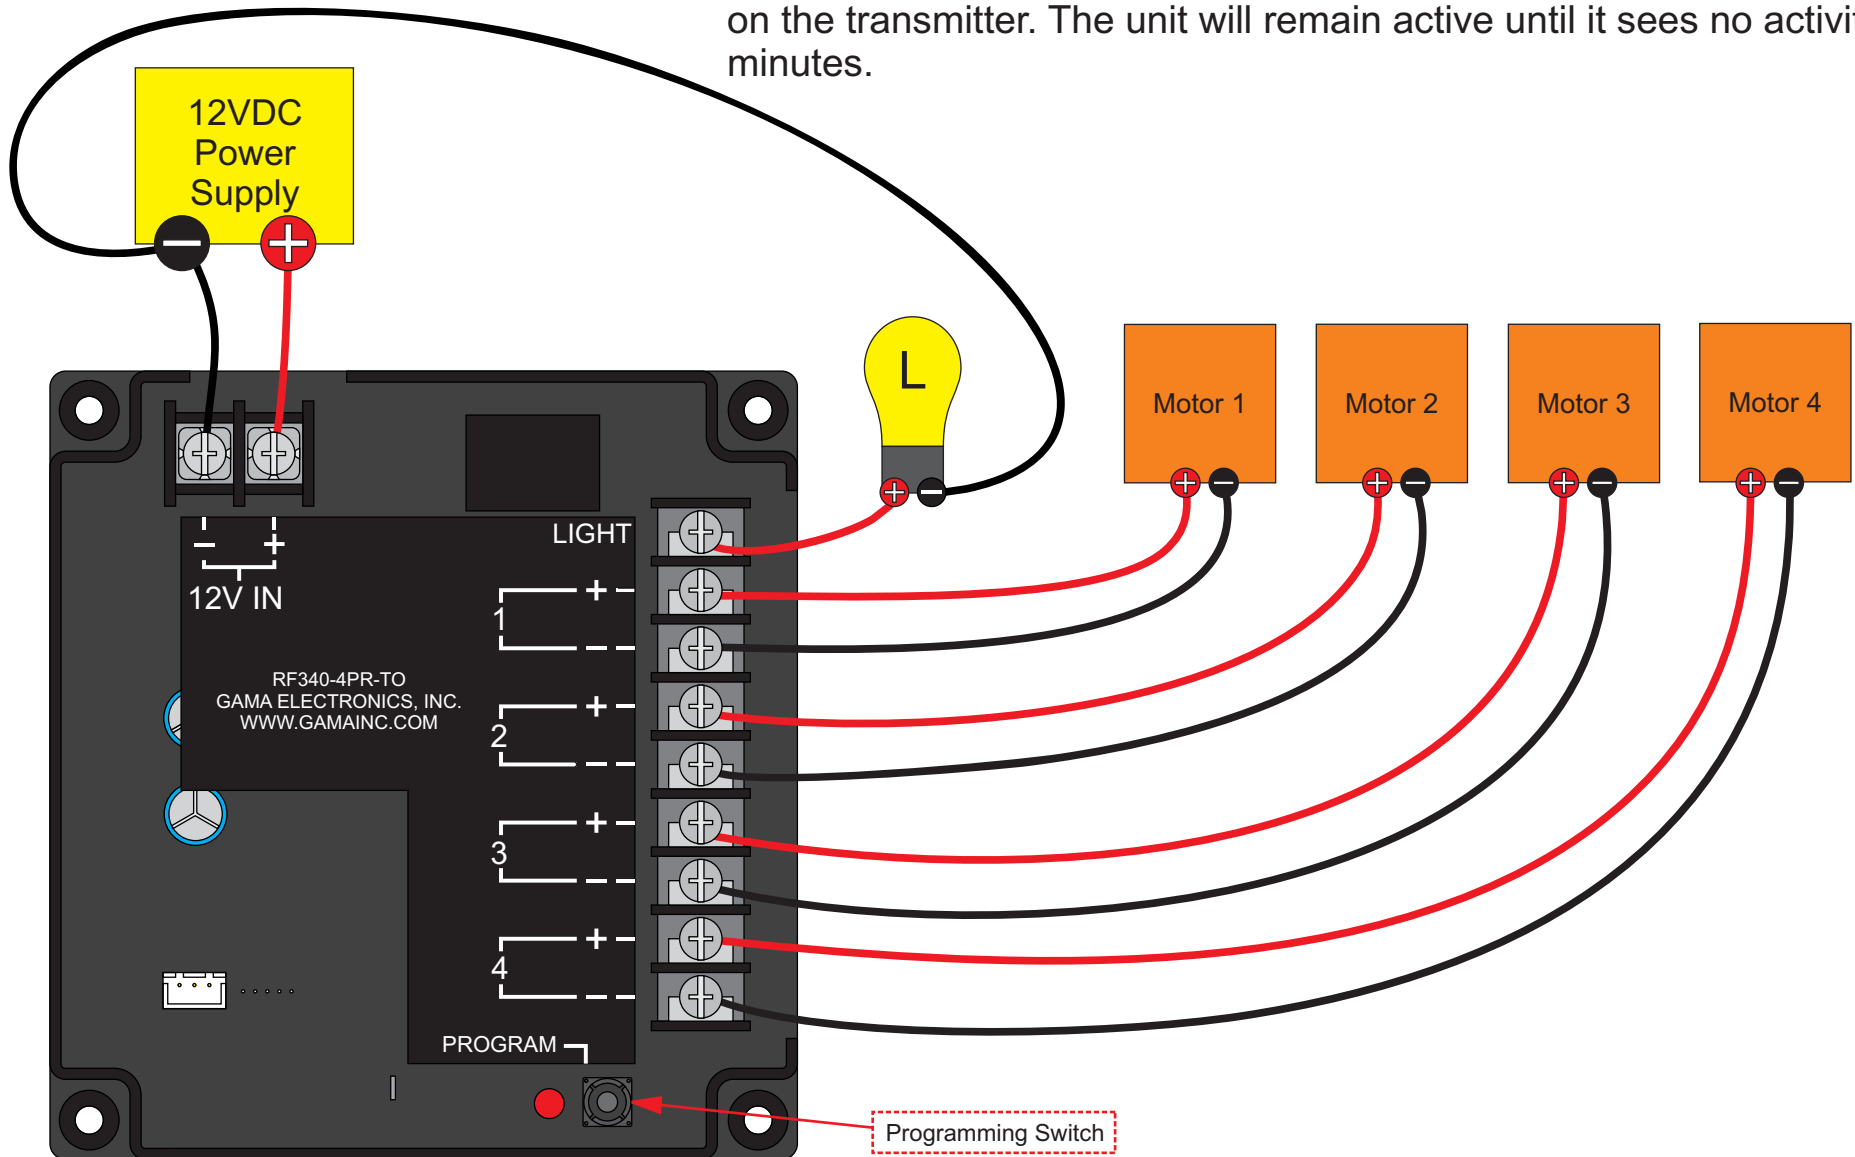 on the transmitter. The unit will remain active until it sees no
minutes.
12VDC
Power
Supply
−
+
L
+
−
Motor 1
Motor 2
Motor 3
Motor 4
+
−
+
−
+
−
+
−
LIGHT
−
+
12V IN
+
1
−
RF340-4PR-TO
GAMA ELECTRONICS, INC.
WWW.GAMAINC.COM
+
2
−
+
3
−
+
4
−
PROGRAM
Programming Switch